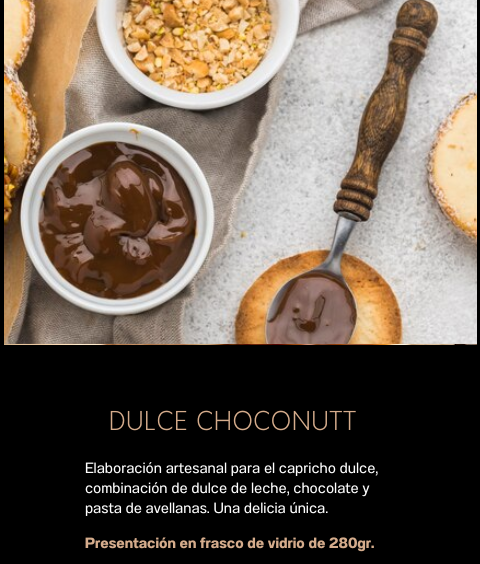 DULCE CHOCONUTT
Elaboración artesanal para el capricho dulce,
combinación de dulce de leche, chocolate y
pasta de avellanas. Una delicia única.
Presentación en frasco de vidrio de 280gr.